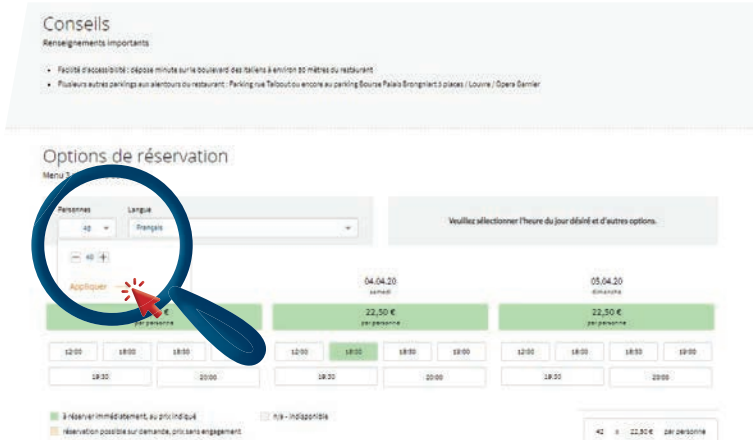 Conseils
Renseignements importants
Facilité d'accessibilité : dépose minute sur le boulevard des Italiens à environ 50 mètres du restaurant
Plusieurs autres parkings aux alentours du restaurant : Parking rue Taitbout ou encore au parking Bourse Palais Brongniart 3 places / Louvre / Opera Garnier
Options de réservation
Menu 3
Personnes Langue
Français
Veuillez sélectionner l'heure du jour désiré et d'autres options.
Appliquer
04.04.20 05.04.20
samedi dimanche
€ 22,50 € 22,50 €
par personne par personne par personne
12:00 18:00 18:30 12:00 18:00 18:30 19:00 12:00 18:00 18:30 19:00
19:30 20:00 19:30 20:00 19:30 20:00
à réserver immédiatement, au prix indiqué n/a - indisponible
réservation possible sur demande, prix sans engagement
x 22,50 € par personne